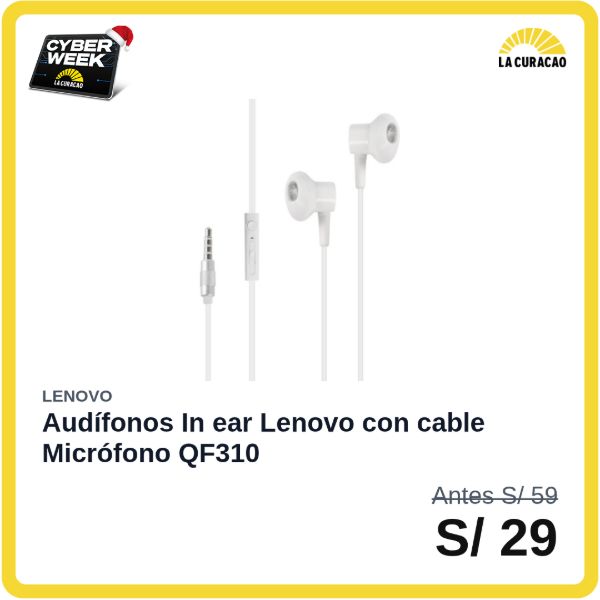 CYBER
WEEK
LA CURACAO
LA CURACAO
LENOVO
Audífonos In ear Lenovo con cable
Micrófono QF310
Antes S/ 59
S/ 29